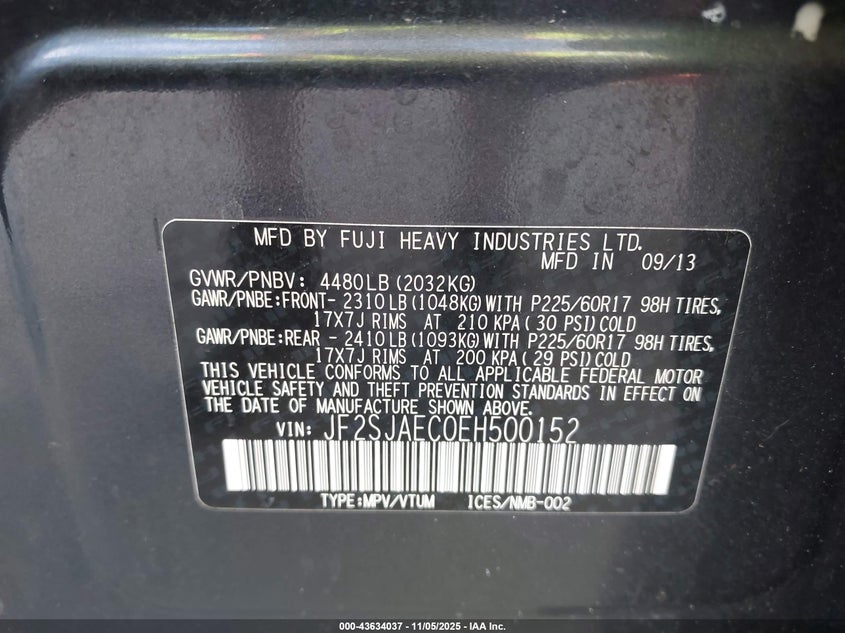 MFD BY FUJI HEAVY INDUSTRIES LTD.
MFD IN 09/13
GVWR/PNBV: 4480LB(2032KG)
GAWR/PNBE:FRONT- 2310LB(1048KG)WITH P225/60R17 98H TIRES,
17X7J RIMS AT 210 KPA(30 PSI)COLD
GAWR/PNBE:REAR - 2410LB(1093KG)WITH P225/60R17 98H TIRES,
17X7J RIMS AT 200 KPA(29 PSI)COLD
THIS VEHICLE CONFORMS TO ALL APPLICABLE FEDERAL MOTOR
VEHICLE SAFETY AND THEFT PREVENTION STANDARDS IN EFFECT ON
THE DATE OF MANUFACTURE SHOWN ABOVE.
VIN: JF2SJAEC0EH500152
TYPE:MPV/VTUM ICES/NMB-002
000-43634037 - 11/05/2025 - IAA Inc.